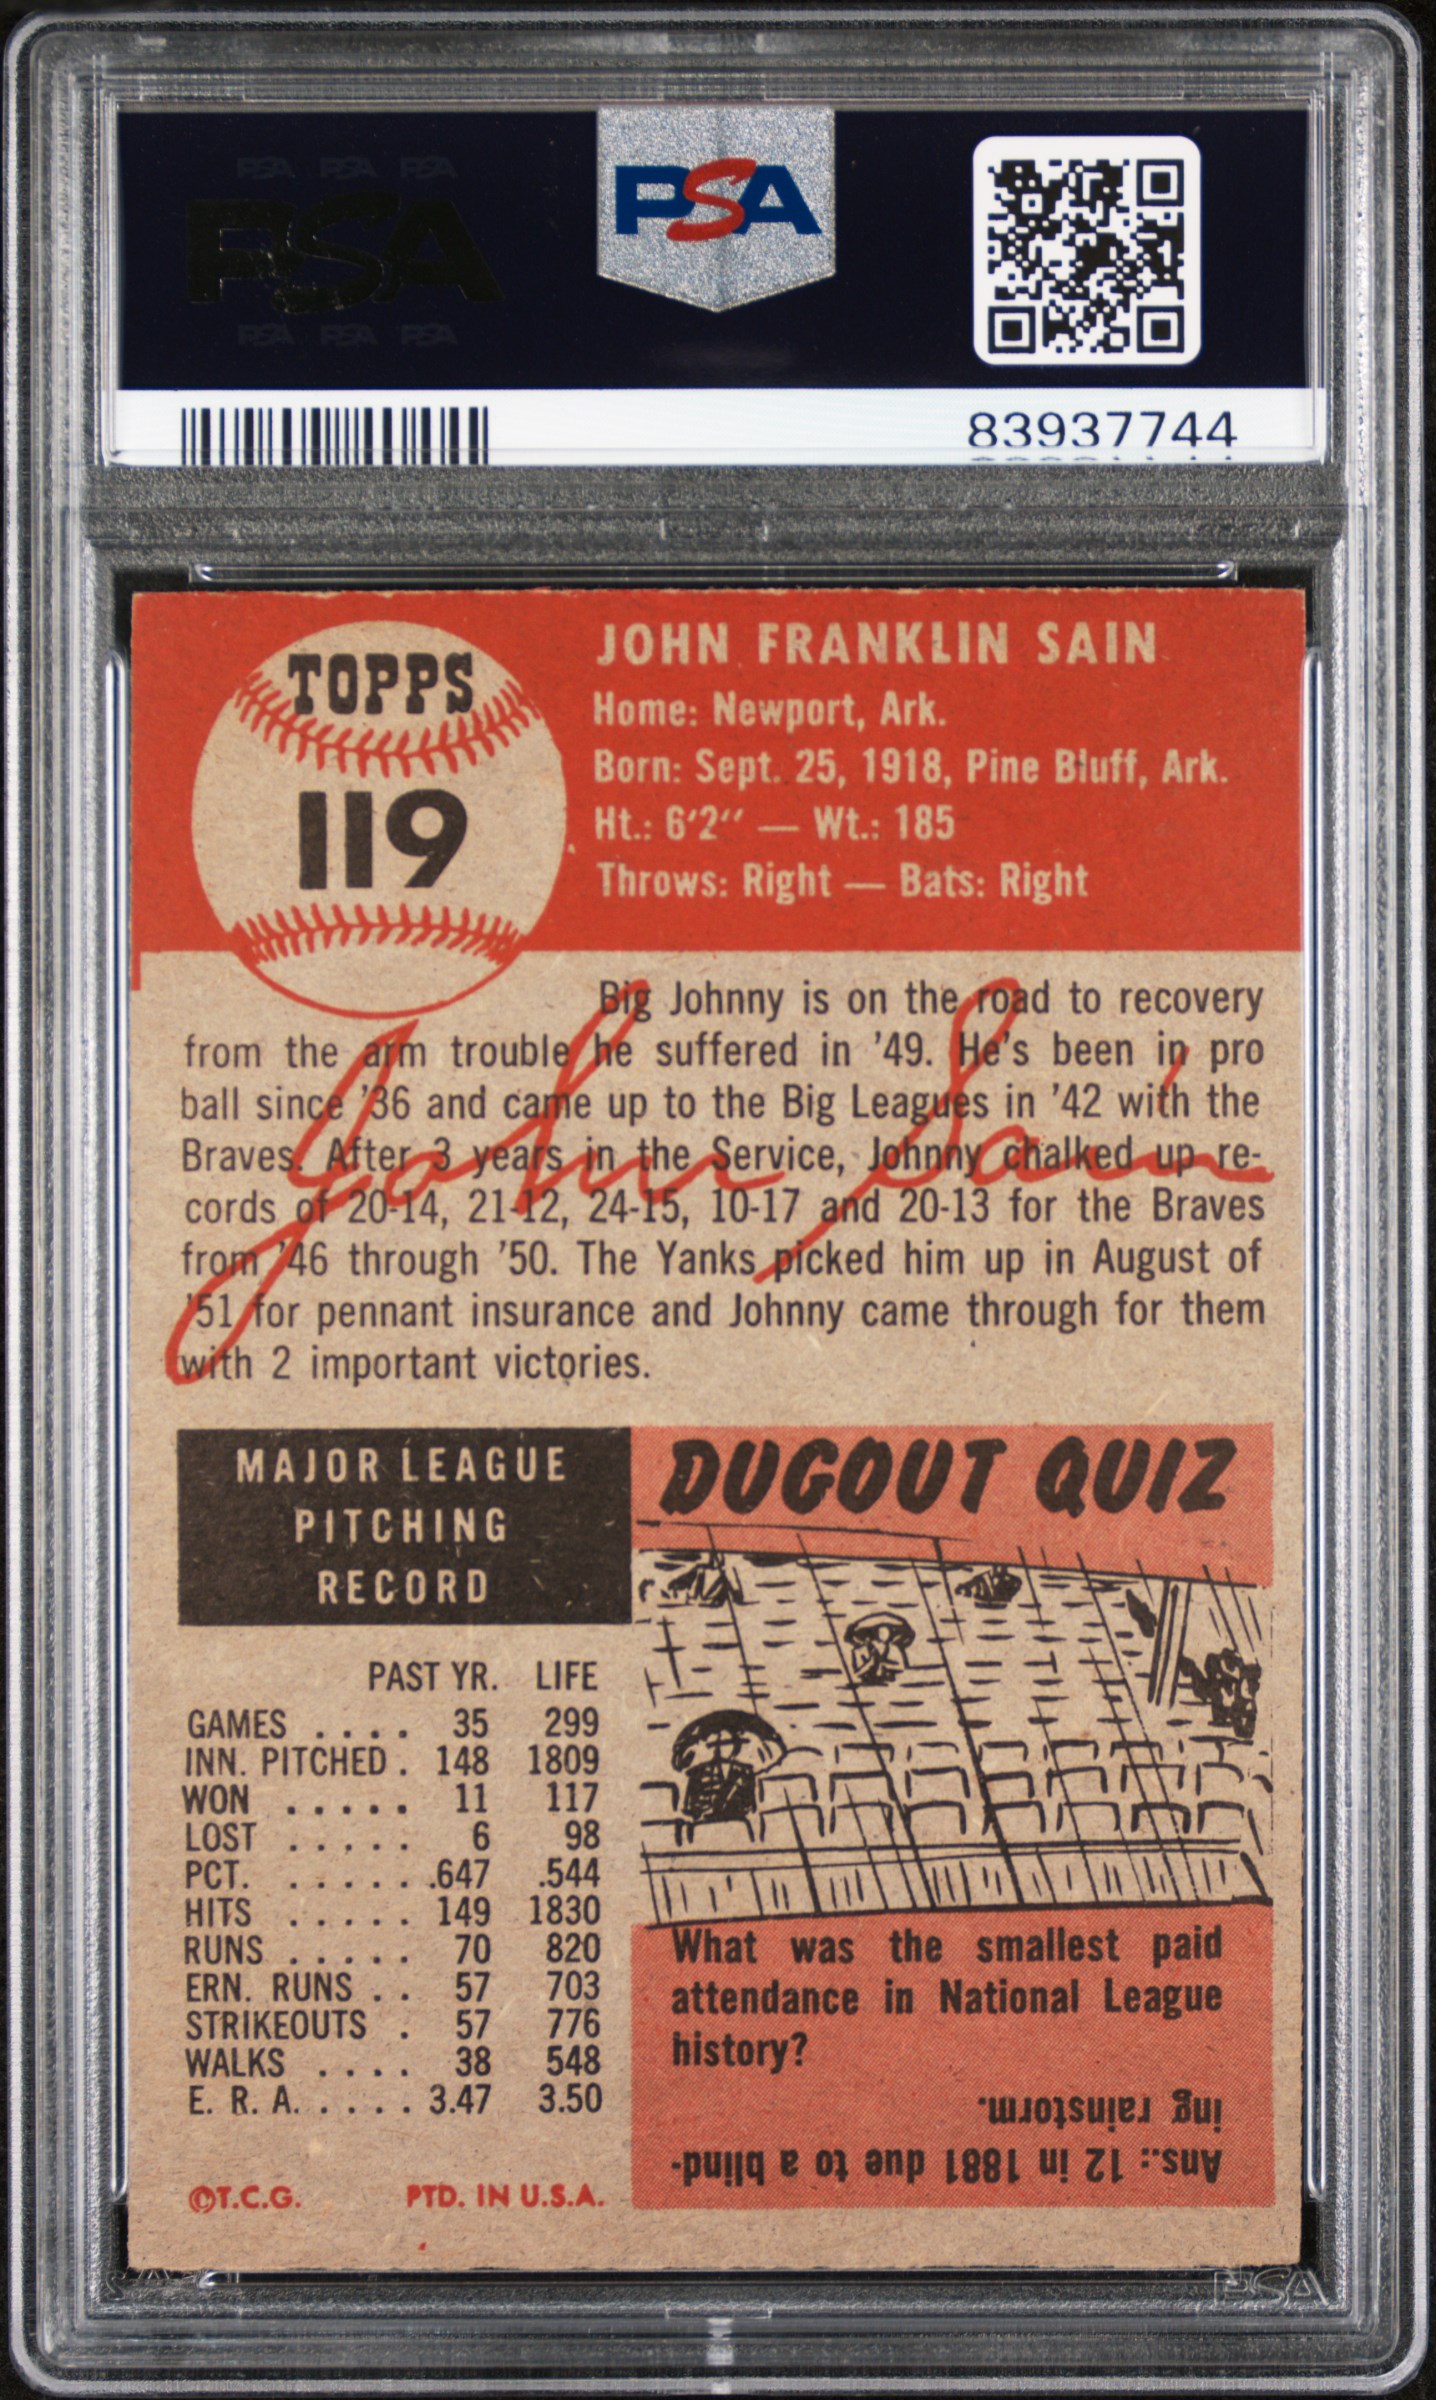 PSA PSA PSA
PSA
PSA PSA PSA
PSA
83937744
TOPPS
119
JOHN FRANKLIN SAIN
Home: Newport, Ark.
Born: Sept. 25, 1918, Pine Bluff, Ark.
Ht.: 6'2" — Wt.: 185
Throws: Right — Bats: Right
Big Johnny is on the road to recovery
from the arm trouble he suffered in '49. He's been in pro
ball since '36 and came up to the Big Leagues in '42 with the
Braves. After 3 years in the Service, Johnny chalked up re-
cords of 20-14, 21-12, 24-15, 10-17 and 20-13 for the Braves
from '46 through '50. The Yanks picked him up in August of
'51 for pennant insurance and Johnny came through for them
with 2 important victories.
John Sain
MAJOR LEAGUE
PITCHING
RECORD
PAST YR. LIFE
GAMES . . . . 35 299
INN. PITCHED . 148 1809
WON . . . . . 11 117
LOST . . . . . 6 98
PCT. . . . . . .647 .544
HITS . . . . . 149 1830
RUNS . . . . . 70 820
ERN. RUNS . . 57 703
STRIKEOUTS . 57 776
WALKS . . . . 38 548
E. R. A. . . . . . 3.47 3.50
©T.C.G. PTD. IN U.S.A.
DUGOUT QUIZ
What was the smallest paid
attendance in National League
history?
Ans.: 12 in 1881 due to a blind-
ing rainstorm.
PSA